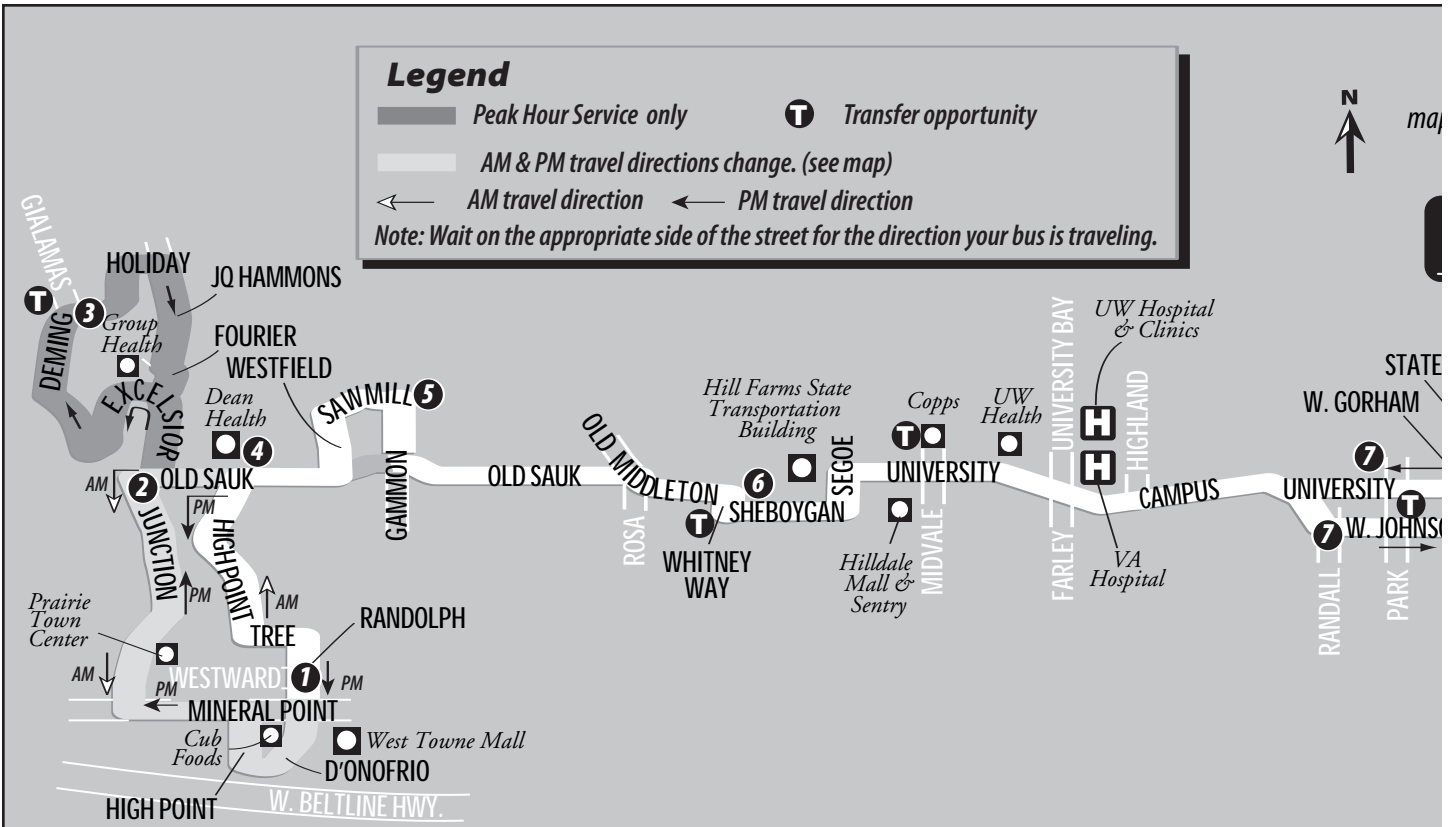 Legend
Peak Hour Service only
T Transfer opportunity
AM & PM travel directions change. (see map)
AM travel direction
PM travel direction
Note: Wait on the appropriate side of the street for the direction your bus is traveling.
N
GIALAMAS
HOLIDAY
JQ HAMMONS
T
3
DEMING
Group
Health
FOURIER
WESTFIELD
EXCELSIOR
Dean
Health
4
SAWMILL
5
AM
2
OLD SAUK
PM
JUNCTION
HIGH POINT
GAMMON
OLD SAUK
OLD MIDDLETON
ROSA
T
6
SHEBOYGAN
WHITNEY
WAY
Hill Farms State
Transportation
Building
SEGOE
Copps
T
UNIVERSITY
UW
Health
Hilldale
Mall &
Sentry
MIDVALE
FARLEY
UNIVERSITY BAY
UW Hospital
& Clinics
H
H
HIGHLAND
VA
Hospital
CAMPUS
STATE
W. GORHAM
7
UNIVERSITY
T
7
RANDALL
PARK
PM
AM
Prairie
Town
Center
TREE
RANDOLPH
AM
PM
WESTWARD
1
PM
MINERAL POINT
Cub
Foods
West Towne Mall
D'ONOFRIO
HIGH POINT
W. BELTLINE HWY.